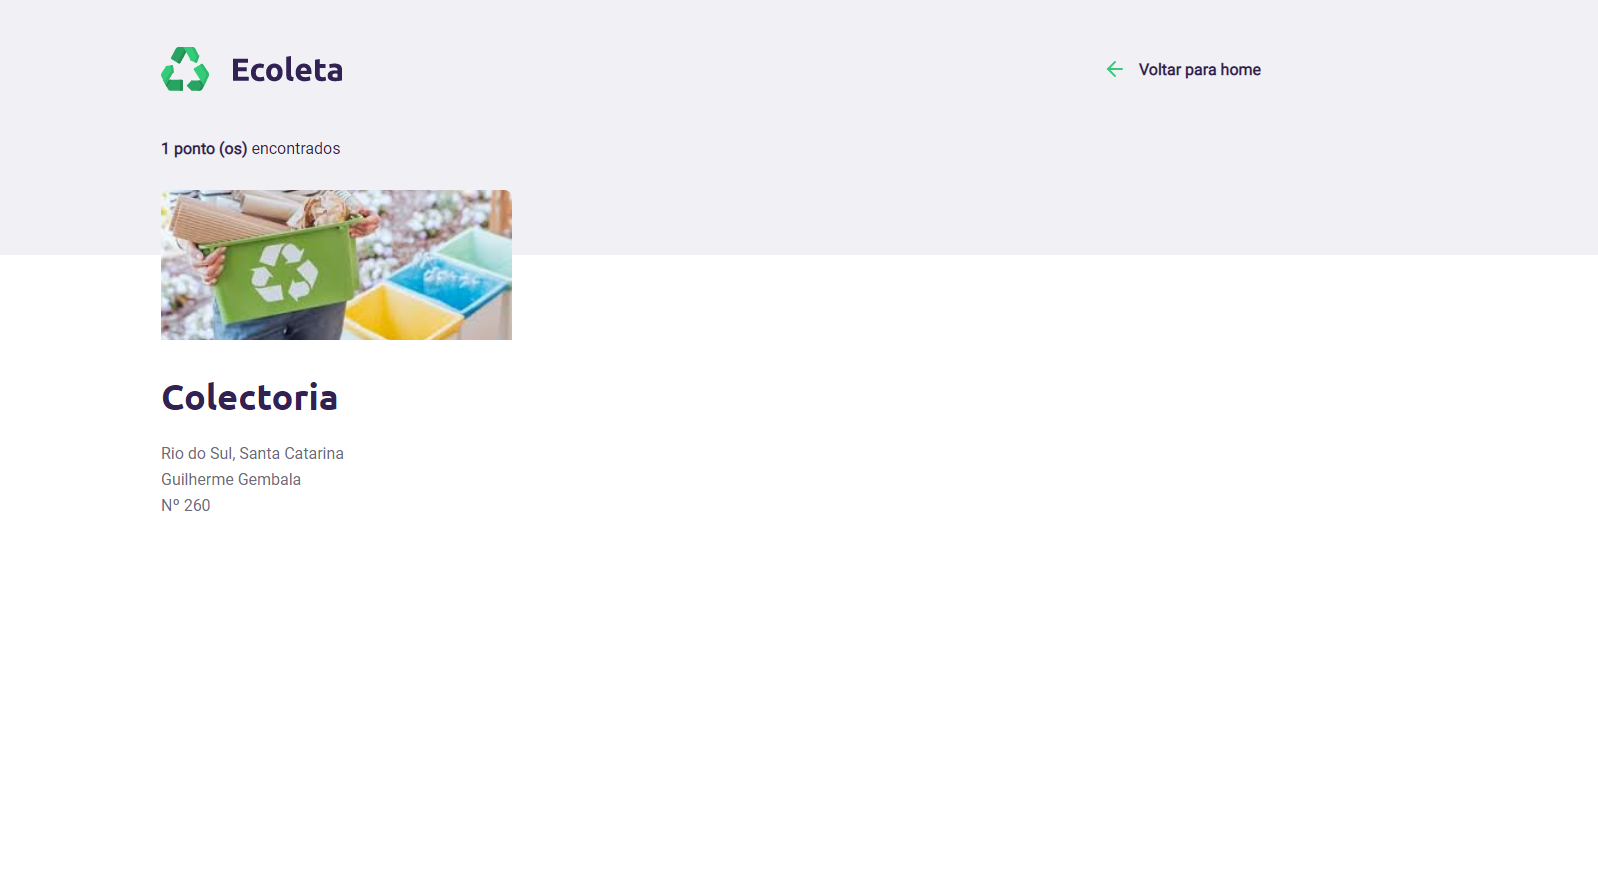 Ecoleta
Voltar para home
1 ponto (os) encontrados
Colectoria
Rio do Sul, Santa Catarina
Guilherme Gembala
Nº 260